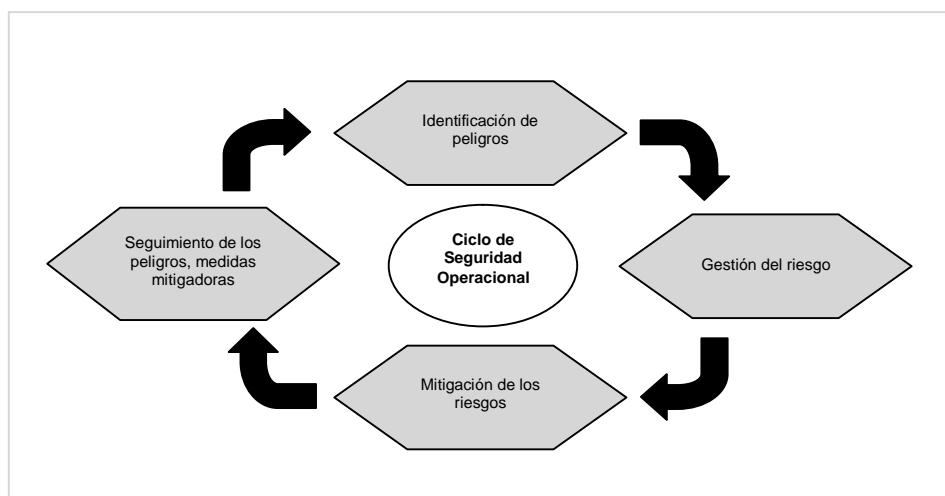 Identificación de
peligros
Seguimiento de los
peligros, medidas
mitigadoras
Ciclo de
Seguridad
Operacional
Gestión del riesgo
Mitigación de los
riesgos